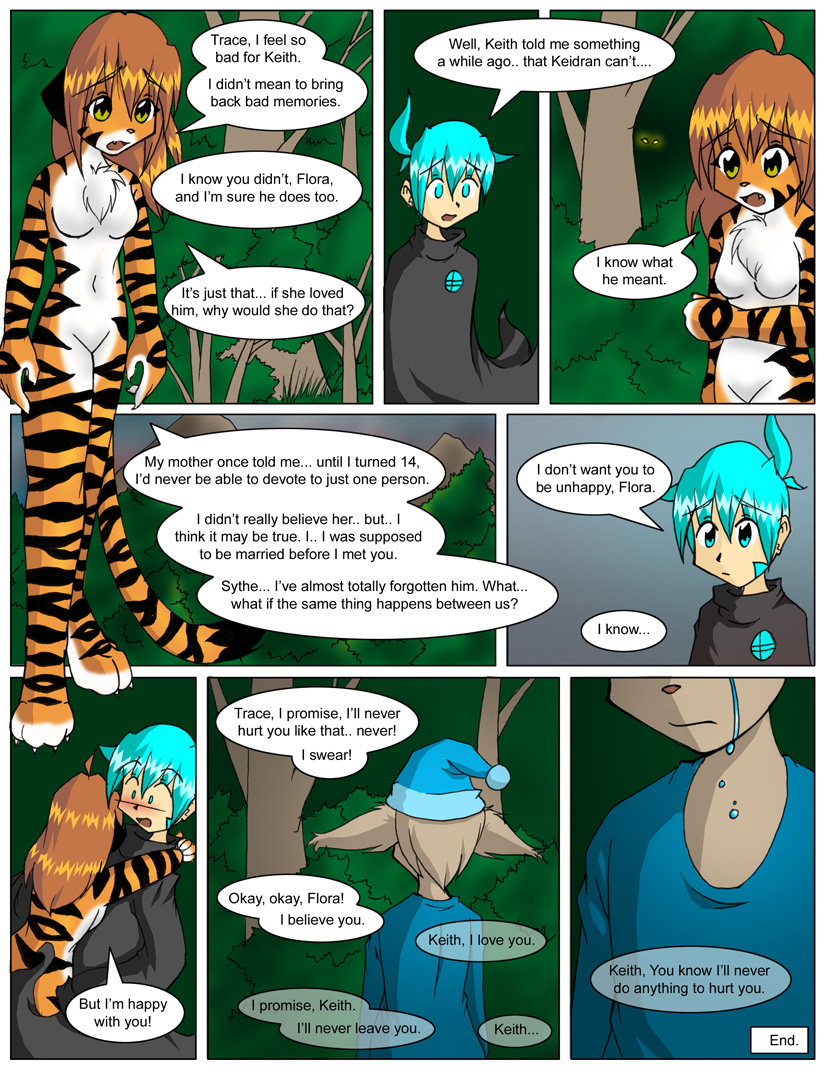 Trace, I feel so
bad for Keith.
I didn't mean to bring
back bad memories.
I know you didn't, Flora,
and I'm sure he does too.
It's just that... if she loved
him, why would she do that?
Well, Keith told me something
a while ago.. that Keidran can't....
I know what
he meant.
My mother once told me... until I turned 14,
I'd never be able to devote to just one person.
I didn't really believe her.. but.. I
think it may be true. I.. I was supposed
to be married before I met you.
Sythe... I've almost totally forgotten him. What...
what if the same thing happens between us?
I don't want you to
be unhappy, Flora.
I know...
But I'm happy
with you!
Trace, I promise, I'll never
hurt you like that.. never!
I swear!
Okay, okay, Flora!
I believe you.
Keith, I love you.
I promise, Keith.
I'll never leave you.
Keith...
Keith, You know I'll never
do anything to hurt you.
End.